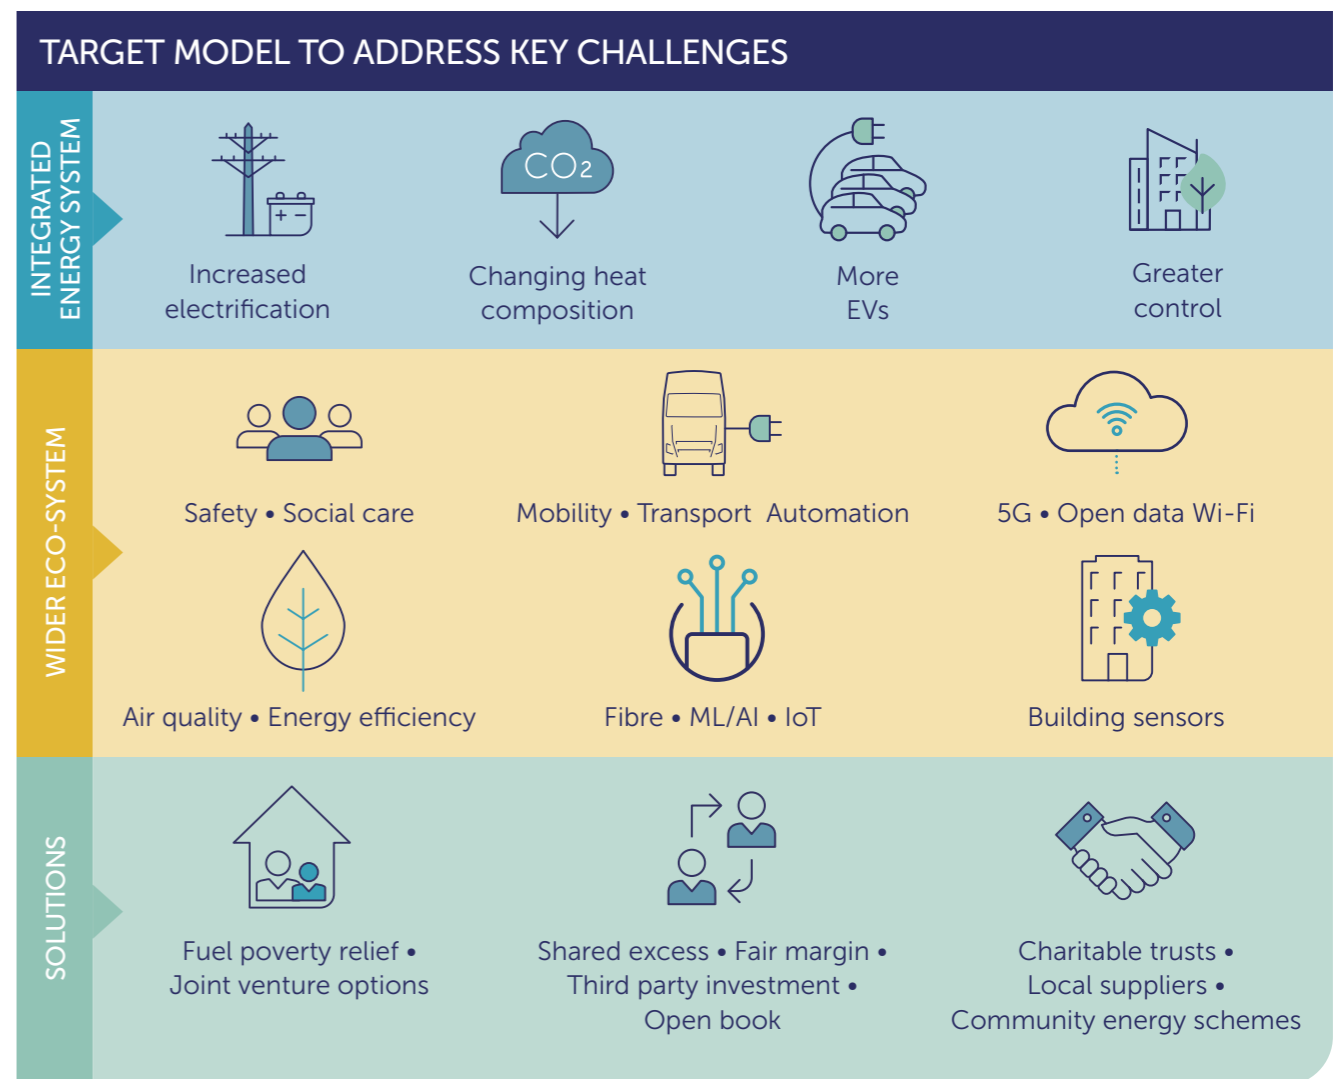 TARGET MODEL TO ADDRESS KEY CHALLENGES
INTEGRATED
ENERGY SYSTEM
CO2
+ -
Increased
electrification
Changing heat
composition
More
EVs
Greater
control
WIDER ECO-SYSTEM
Safety • Social care
Mobility • Transport Automation
5G • Open data Wi-Fi
Air quality • Energy efficiency
Fibre • ML/AI • IoT
Building sensors
SOLUTIONS
Fuel poverty relief •
Joint venture options
Shared excess • Fair margin •
Third party investment •
Open book
Charitable trusts •
Local suppliers •
Community energy schemes